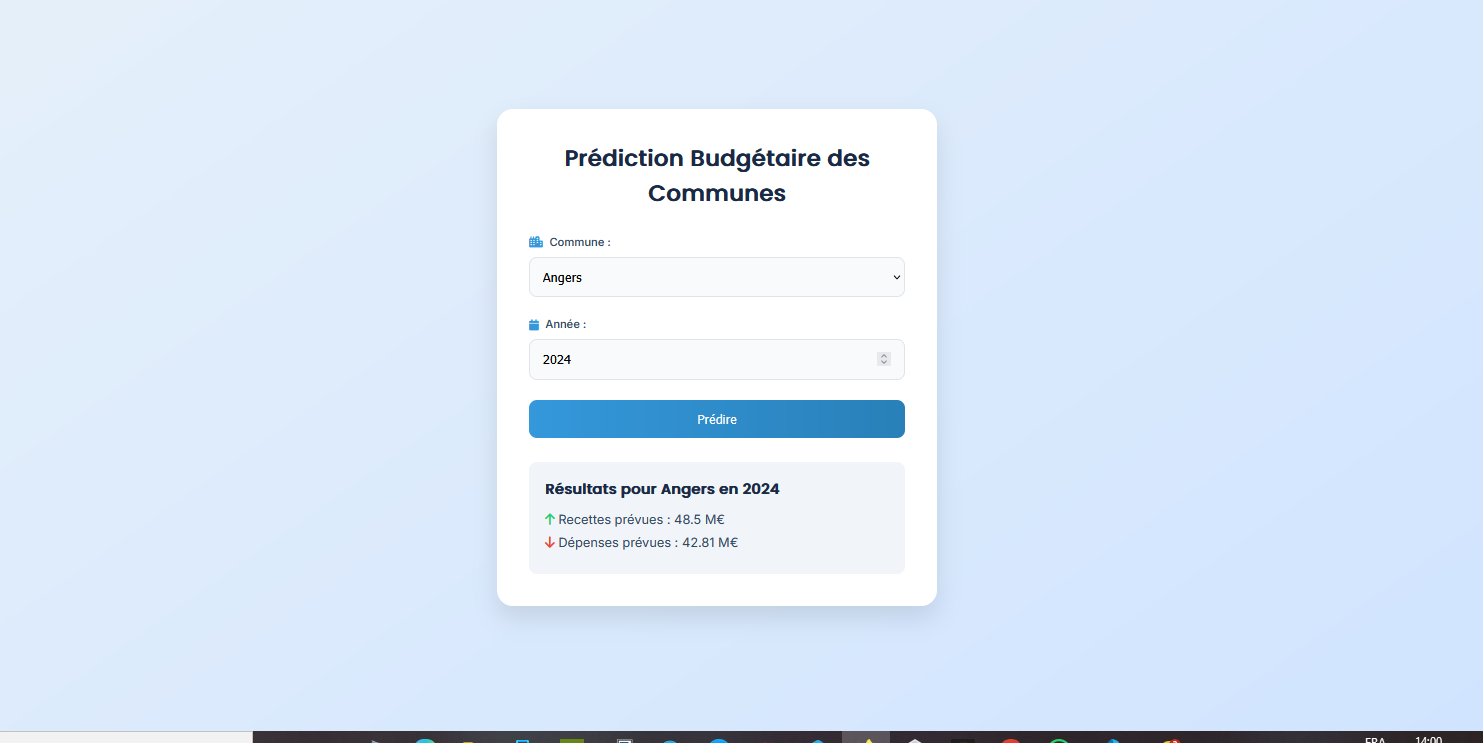 Prédiction Budgétaire des
Communes
Commune :
Angers
Année :
2024
Prédire
Résultats pour Angers en 2024
Recettes prévues : 48.5 M€
Dépenses prévues : 42.81 M€
FRA
14:00